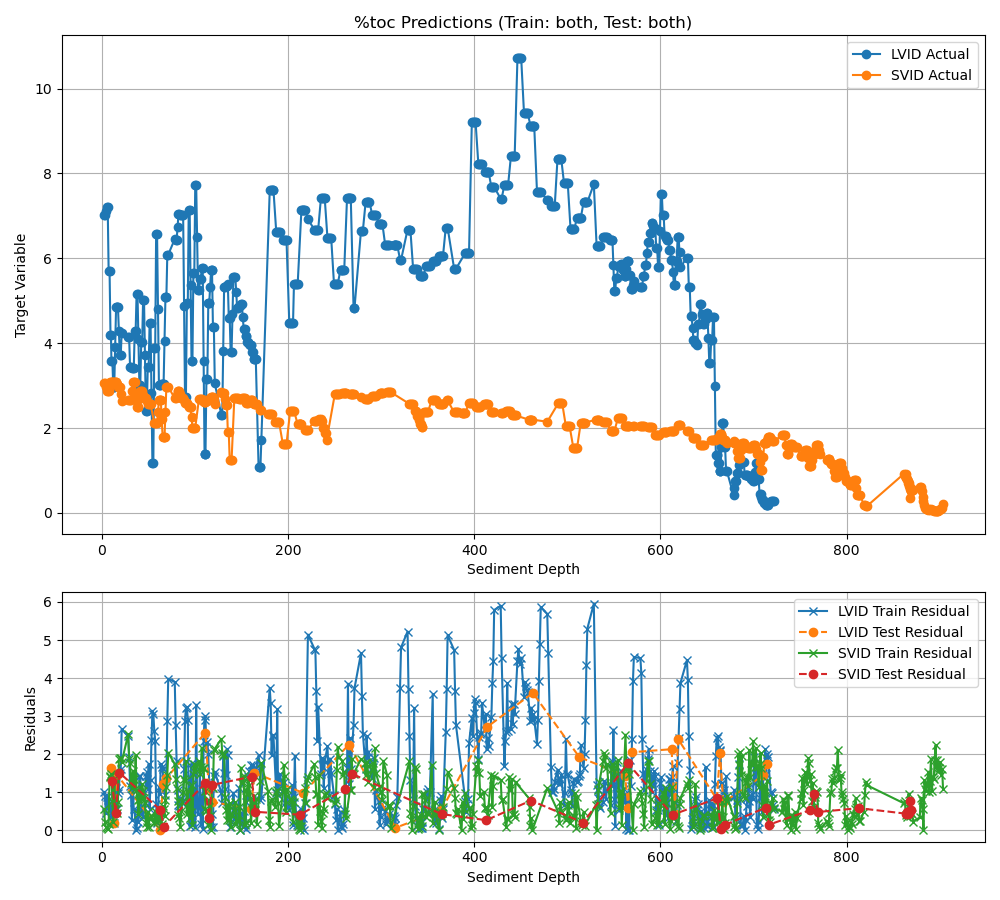 %toc Predictions (Train: both, Test: both)
LVID Actual
SVID Actual
10
8
6
4
2
0
Target Variable
0 200 400 600 800
Sediment Depth
LVID Train Residual
LVID Test Residual
SVID Train Residual
SVID Test Residual
6
5
4
3
2
1
0
Residuals
0 200 400 600 800
Sediment Depth